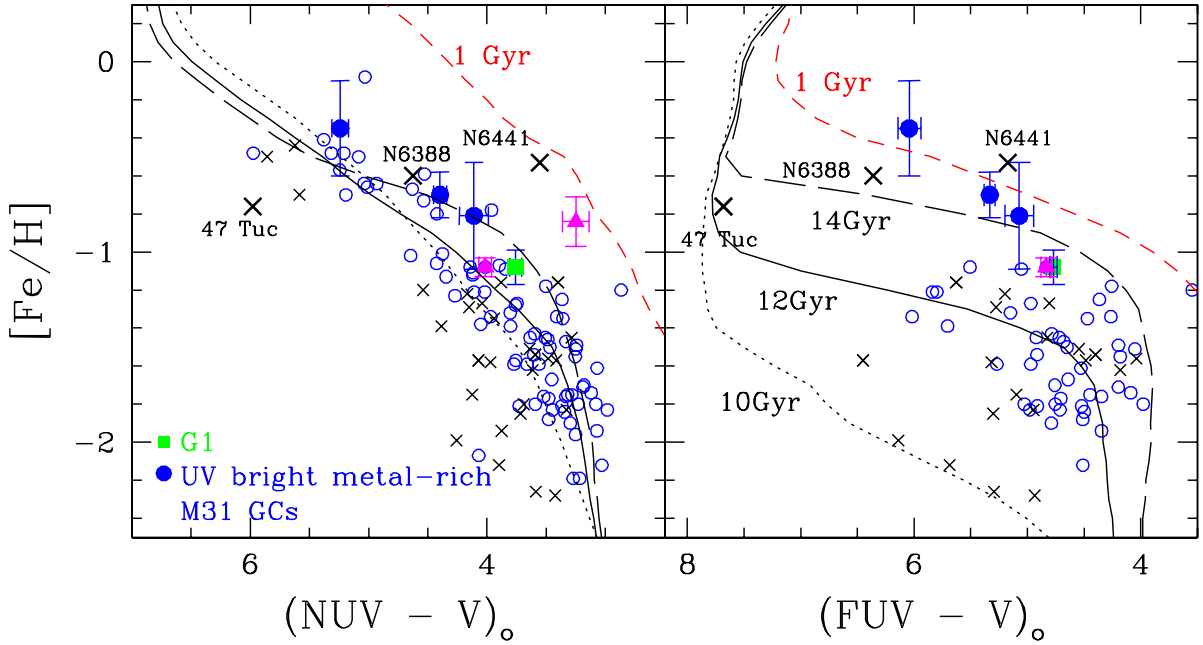 [Fe/H]
0
−1
−2
1 Gyr
N6441
N6388
47 Tuc
G1
UV bright metal−rich
M31 GCs
6
4
(NUV − V)o
1 Gyr
N6441
N6388
14Gyr
47 Tuc
12Gyr
10Gyr
8
6
4
(FUV − V)o